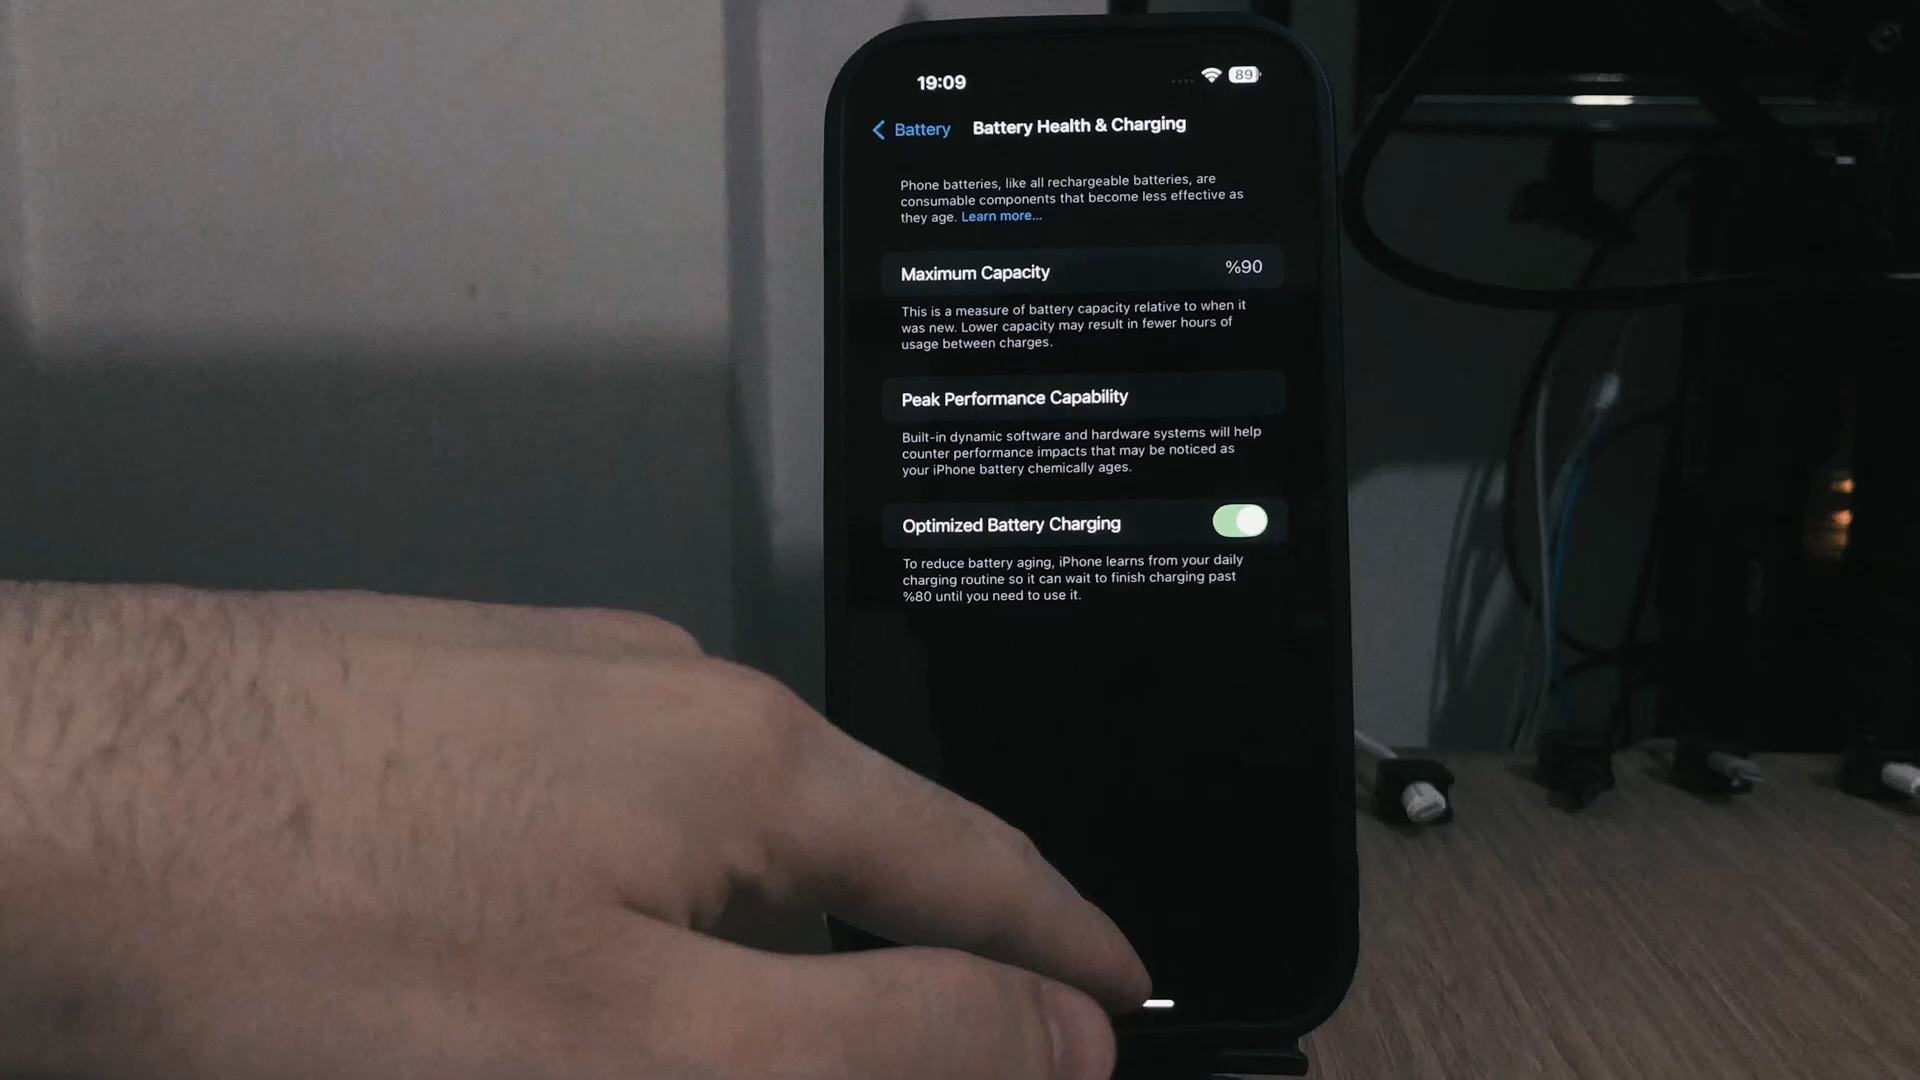 19:09
89
Battery
Battery Health & Charging
Phone batteries, like all rechargeable batteries, are
consumable components that become less effective as
they age. Learn more...
Maximum Capacity
%90
This is a measure of battery capacity relative to when it
was new. Lower capacity may result in fewer hours of
usage between charges.
Peak Performance Capability
Built-in dynamic software and hardware systems will help
counter performance impacts that may be noticed as
your iPhone battery chemically ages.
Optimized Battery Charging
To reduce battery aging, iPhone learns from your daily
charging routine so it can wait to finish charging past
%80 until you need to use it.